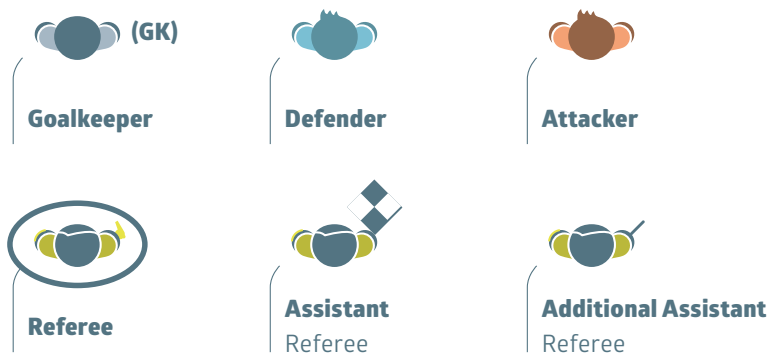 (GK)
Goalkeeper
Defender
Attacker
Referee
Assistant
Referee
Additional Assistant
Referee